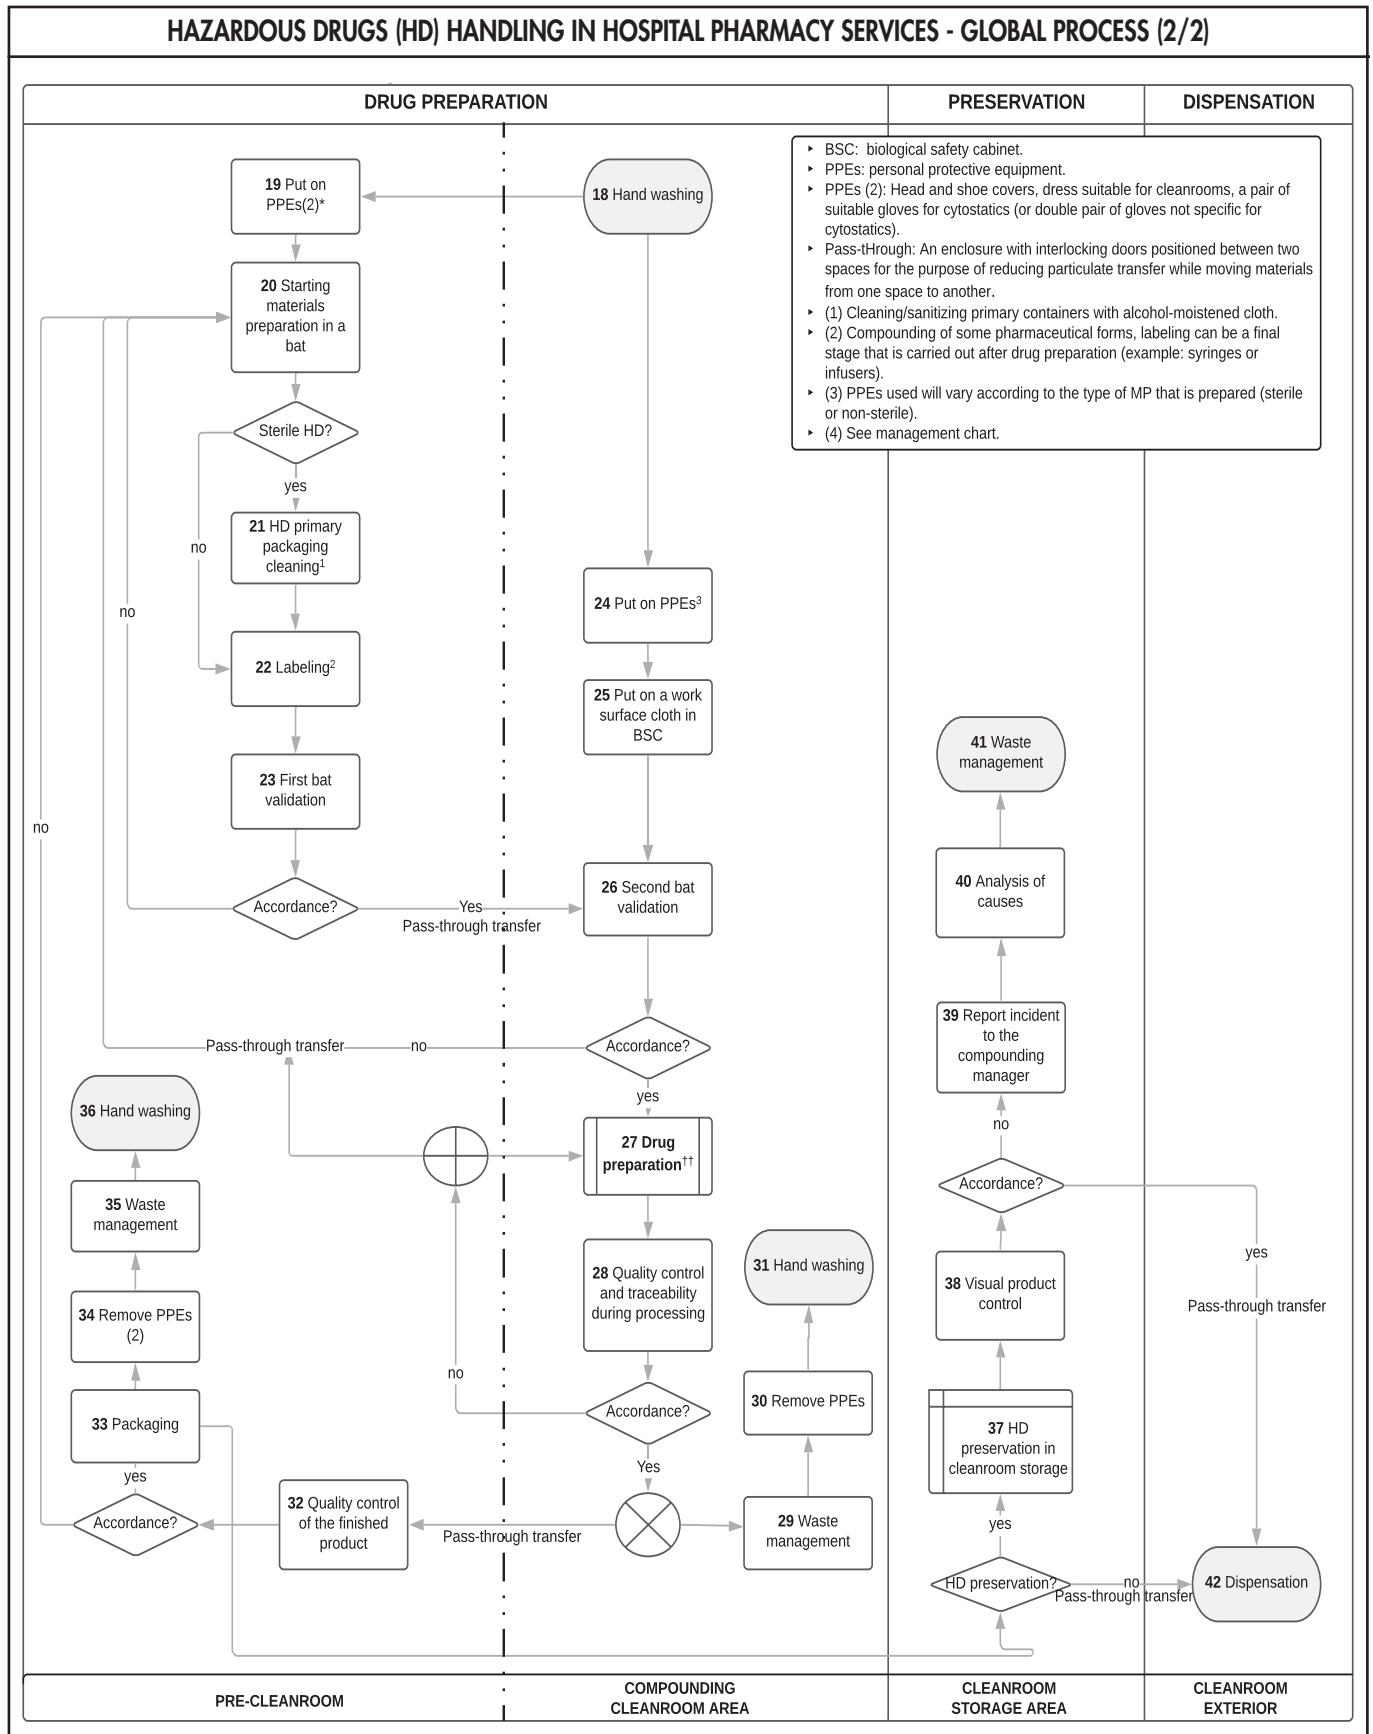 HAZARDOUS DRUGS (HD) HANDLING IN HOSPITAL PHARMACY SERVICES - GLOBAL PROCESS (2/2)
DRUG PREPARATION
PRESERVATION
DISPENSATION
‣ BSC: biological safety cabinet.
‣ PPEs: personal protective equipment.
‣ PPEs (2): Head and shoe covers, dress suitable for cleanrooms, a pair of
suitable gloves for cytostatics (or double pair of gloves not specific for
cytostatics).
‣ Pass-tHrough: An enclosure with interlocking doors positioned between two
spaces for the purpose of reducing particulate transfer while moving materials
from one space to another.
‣ (1) Cleaning/sanitizing primary containers with alcohol-moistened cloth.
‣ (2) Compounding of some pharmaceutical forms, labeling can be a final
stage that is carried out after drug preparation (example: syringes or
infusers).
‣ (3) PPEs used will vary according to the type of MP that is prepared (sterile
or non-sterile).
‣ (4) See management chart.
18 Hand washing
19 Put on
PPEs(2)*
20 Starting
materials
preparation in a
bat
Sterile HD?
yes
no
21 HD primary
packaging
cleaning1
22 Labeling2
23 First bat
validation
no
Accordance?
Yes
Pass-through transfer
24 Put on PPEs3
25 Put on a work
surface cloth in
BSC
26 Second bat
validation
Accordance?
no
Pass-through transfer
yes
27 Drug
preparation††
28 Quality control
and traceability
during processing
Accordance?
no
Yes
29 Waste
management
30 Remove PPEs
31 Hand washing
Pass-through transfer
32 Quality control
of the finished
product
Accordance?
no
yes
33 Packaging
34 Remove PPEs
(2)
35 Waste
management
36 Hand washing
HD preservation?
no
Pass-through transfer
yes
37 HD
preservation in
cleanroom storage
38 Visual product
control
Accordance?
yes
Pass-through transfer
no
39 Report incident
to the
compounding
manager
40 Analysis of
causes
41 Waste
management
42 Dispensation
PRE-CLEANROOM
COMPOUNDING
CLEANROOM AREA
CLEANROOM
STORAGE AREA
CLEANROOM
EXTERIOR